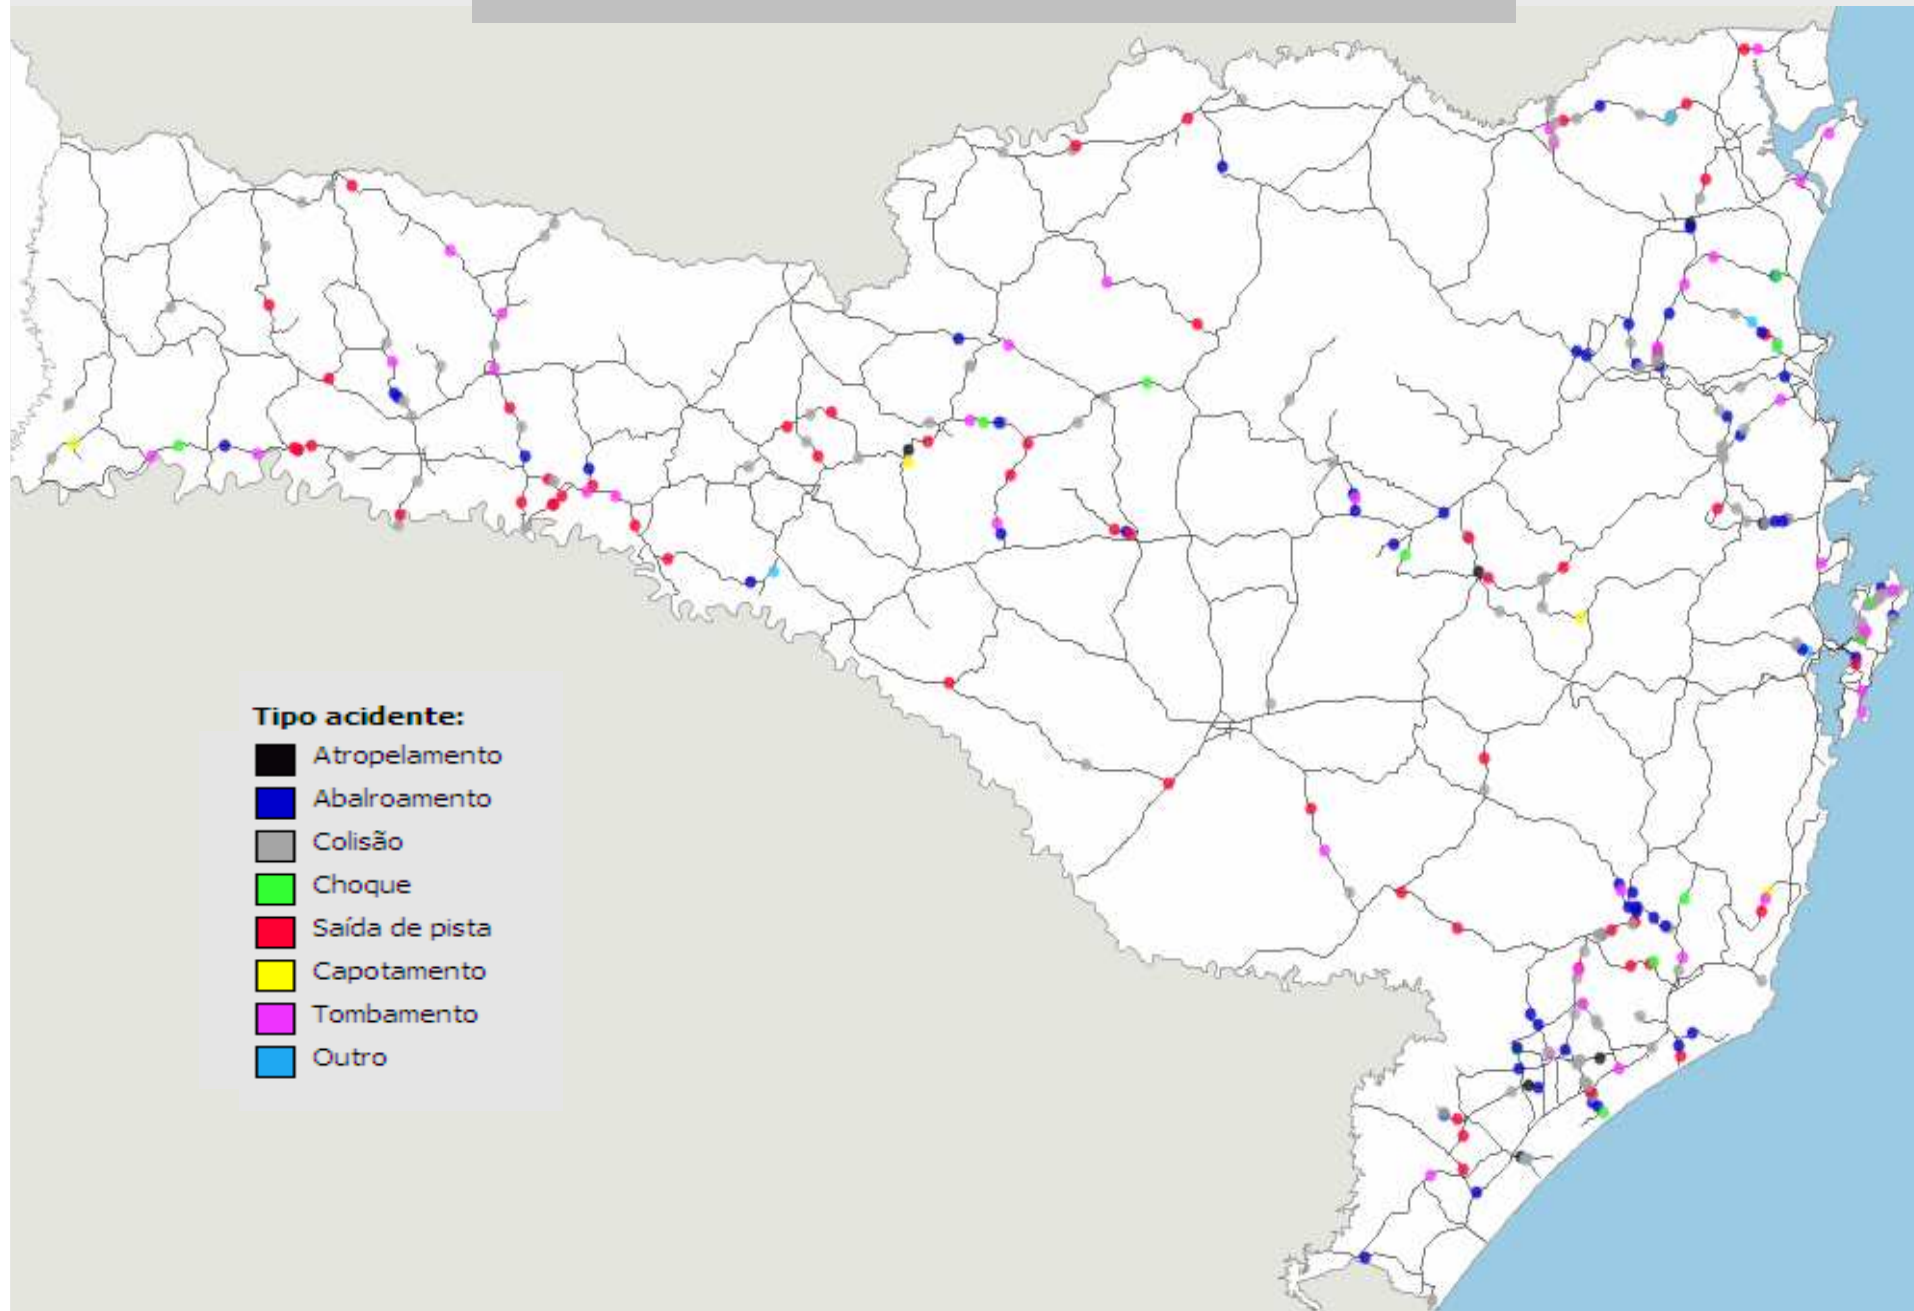 Tipo acidente:
Atropelamento
Abalroamento
Colisão
Choque
Saída de pista
Capotamento
Tombamento
Outro